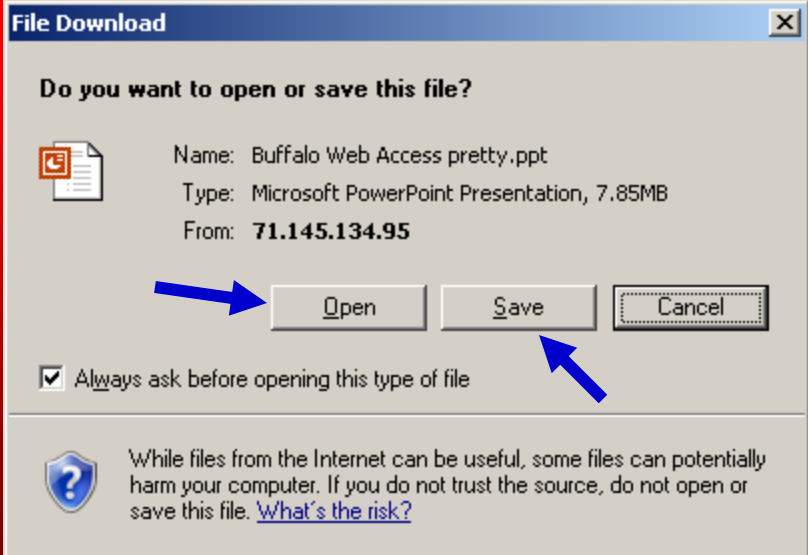 File Download
Do you want to open or save this file?
Name: Buffalo Web Access pretty.ppt
Type: Microsoft PowerPoint Presentation, 7.85MB
From: 71.145.134.95
Open Save Cancel
Always ask before opening this type of file
While files from the Internet can be useful, some files can potentially
harm your computer. If you do not trust the source, do not open or
save this file. What's the risk?